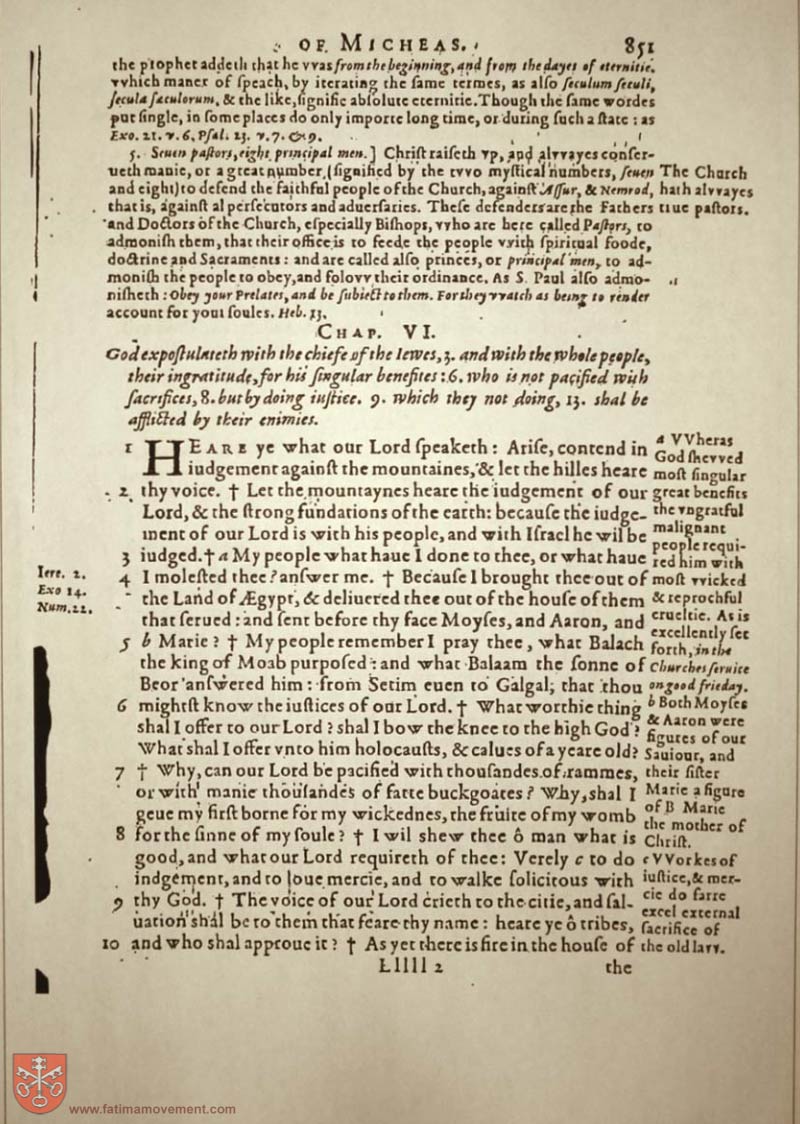 OF MICHEAS. 851
the prophet addeth that he vvas from the beginning, and from the dayes of eternitie.
vvhich maner of ſpeach, by iterating the ſame termes, as alſo ſeculum ſeculi,
ſecula ſæculorum, & the like, ſignifie abſolute eternitie. Though the ſame wordes
put ſingle, in ſome places do only importe long time, or during ſuch a ſtate: as
Exo. 21. v. 6. Pſal. 23. v. 7. & 9.
5. Seuen paſtors, eight principal men.] Chriſt raiſeth vp, and alvvayes conſer-
ueth manie, or a great number (ſignified by the tvvo myſtical numbers, ſeuen
and eight) to defend the faithful people of the Church, againſt Aſſur, & Nemrod,
that is, againſt al perſecutors and aduerſaries. Theſe defenders are the Fathers
and Doctors of the Church, eſpecially Biſhops, vvho are here called Paſtors, to
admoniſh them, that their office is to feede the people vvith ſpiritual foode,
doctrine and Sacraments: and are called alſo princes, or principal men, to ad-
moniſh the people to obey, and folovv their ordinance. As S. Paul alſo admo-
niſheth: Obey your Prelates, and be ſubiect to them. For they vvatch as being to render
account for your ſoules. Heb. 13.
The Church
hath alvvayes
true paſtors.
CHAP. VI.
God expoſtulateth with the chiefe of the Iewes, 3. and with the whole people,
their ingratitude, for his ſingular benefites: 6. who is not pacified with
ſacrifices, 8. but by doing iuſtice. 9. which they not doing, 13. shal be
afflicted by their enimies.
1 HEARE ye what our Lord ſpeaketh: Ariſe, contend in
iudgement againſt the mountaines, & let the hilles heare
2 thy voice. † Let the mountaynes heare the iudgement of our
Lord, & the ſtrong fundations of the earth: becauſe the iudge-
ment of our Lord is with his people, and with Iſrael he wil be
3 iudged. † a My people what haue I done to thee, or what haue
4 I moleſted thee? anſwer me. † Becauſe I brought thee out of
the Land of Ægypt, & deliuered thee out of the houſe of them
that ſerued: and ſent before thy face Moyſes, and Aaron, and
5 b Marie? † My people remember I pray thee, what Balach
the king of Moab purpoſed: and what Balaam the ſonne of
Beor anſwered him: from Setim euen to Galgal, that thou
6 mightſt know the iuſtices of our Lord. † What worthie thing
shal I offer to our Lord? shal I bow the knee to the high God?
What shal I offer vnto him holocauſts, & calues of a yeare old?
7 † Why, can our Lord be pacified with thouſandes of rammes,
or with manie thouſandes of fatte buckgoates? Why, shal I
geue my firſt borne for my wickednes, the fruite of my womb
8 for the ſinne of my ſoule? † I wil shew thee ô man what is
good, and what our Lord requireth of thee: Verely c to do
iudgement, and to loue mercie, and to walke ſolicitous with
9 thy God. † The voice of our Lord crieth to the citie, and ſal-
uation shal be to them that feare thy name: heare ye ô tribes,
10 and who shal approue it? † As yet there is fire in the houſe of
Lllll 2 the
Iere. 2.
Exo 14.
Num. 22.
a VVheras
God ſhevved
moſt ſingular
great benefits
the vngratful
malignant
people requi-
red him with
moſt vvicked
& reprochful
crueltie. As is
excellently ſet
forth, in the
Churches ſeruice
on good frieday.
b Both Moyſes
& Aaron were
figures of our
Sauiour, and
their ſiſter
Marie a figure
of B Marie
the mother of
Chriſt.
c VVorkes of
iuſtice, & mer-
cie do farre
excel external
ſacrifice of
the old lavv.
www.fatimamovement.com